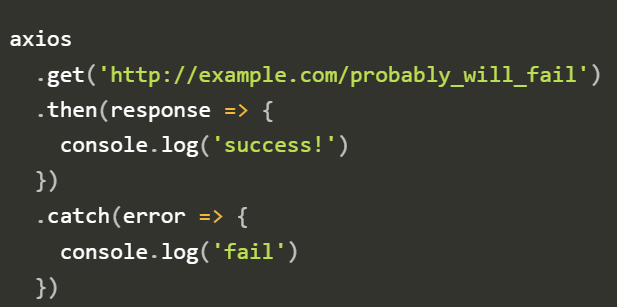 axios
  .get('http://example.com/probably_will_fail')
  .then(response => {
    console.log('success!')
  })
  .catch(error => {
    console.log('fail')
  })